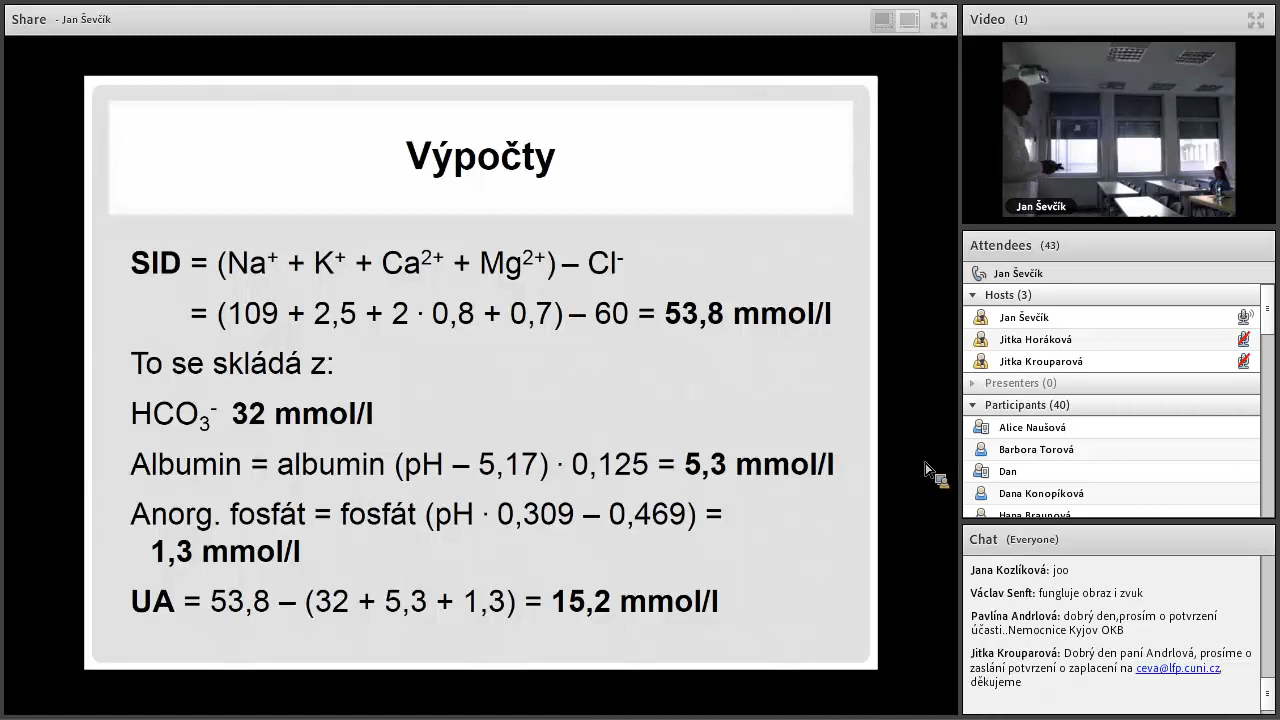 Share - Jan Ševčík
Výpočty
SID = (Na⁺ + K⁺ + Ca²⁺ + Mg²⁺) – Cl⁻
= (109 + 2,5 + 2 · 0,8 + 0,7) – 60 = 53,8 mmol/l
To se skládá z:
HCO₃⁻ 32 mmol/l
Albumin = albumin (pH – 5,17) · 0,125 = 5,3 mmol/l
Anorg. fosfát = fosfát (pH · 0,309 – 0,469) =
1,3 mmol/l
UA = 53,8 – (32 + 5,3 + 1,3) = 15,2 mmol/l
Video (1)
Jan Ševčík
Attendees (43)
Jan Ševčík
Hosts (3)
Jan Ševčík
Jitka Horáková
Jitka Krouparová
Presenters (0)
Participants (40)
Alice Naušová
Barbora Torová
Dan
Dana Konopíková
Hana Braunová
Chat (Everyone)
Jana Kozlíková: joo
Václav Senft: funguje obraz i zvuk
Pavlína Andrlová: dobrý den,prosím o potvrzení
účasti..Nemocnice Kyjov OKB
Jitka Krouparová: Dobrý den paní Andrlová, prosíme o
zaslání potvrzení o zaplacení na ceva@lfp.cuni.cz,
děkujeme